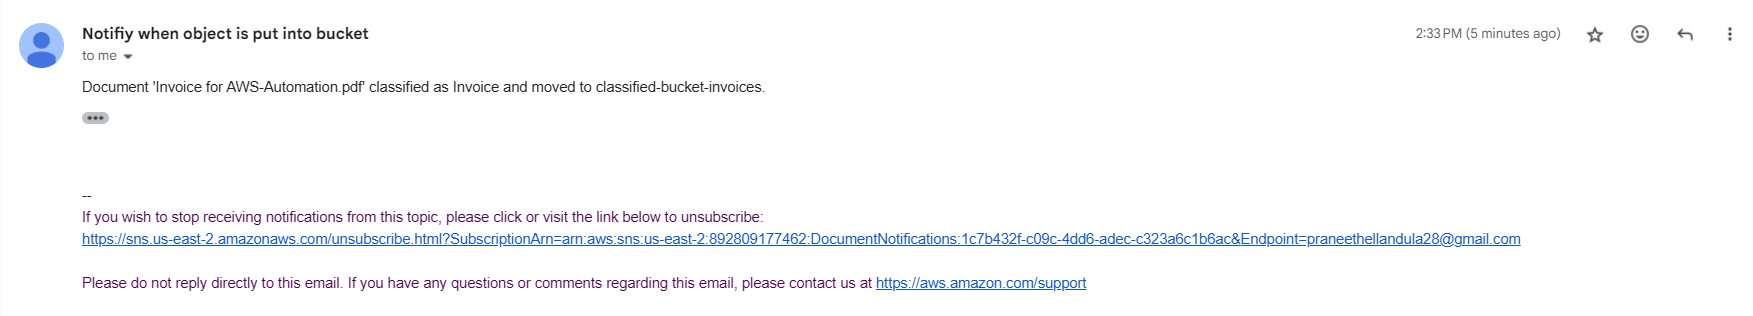 Notifiy when object is put into bucket
2:33 PM (5 minutes ago)
to me
Document 'Invoice for AWS-Automation.pdf' classified as Invoice and moved to classified-bucket-invoices.
--
If you wish to stop receiving notifications from this topic, please click or visit the link below to unsubscribe:
https://sns.us-east-2.amazonaws.com/unsubscribe.html?SubscriptionArn=arn:aws:sns:us-east-2:892809177462:DocumentNotifications:1c7b432f-c09c-4dd6-adec-c323a6c1b6ac&Endpoint=praneethellandula28@gmail.com
Please do not reply directly to this email. If you have any questions or comments regarding this email, please contact us at https://aws.amazon.com/support